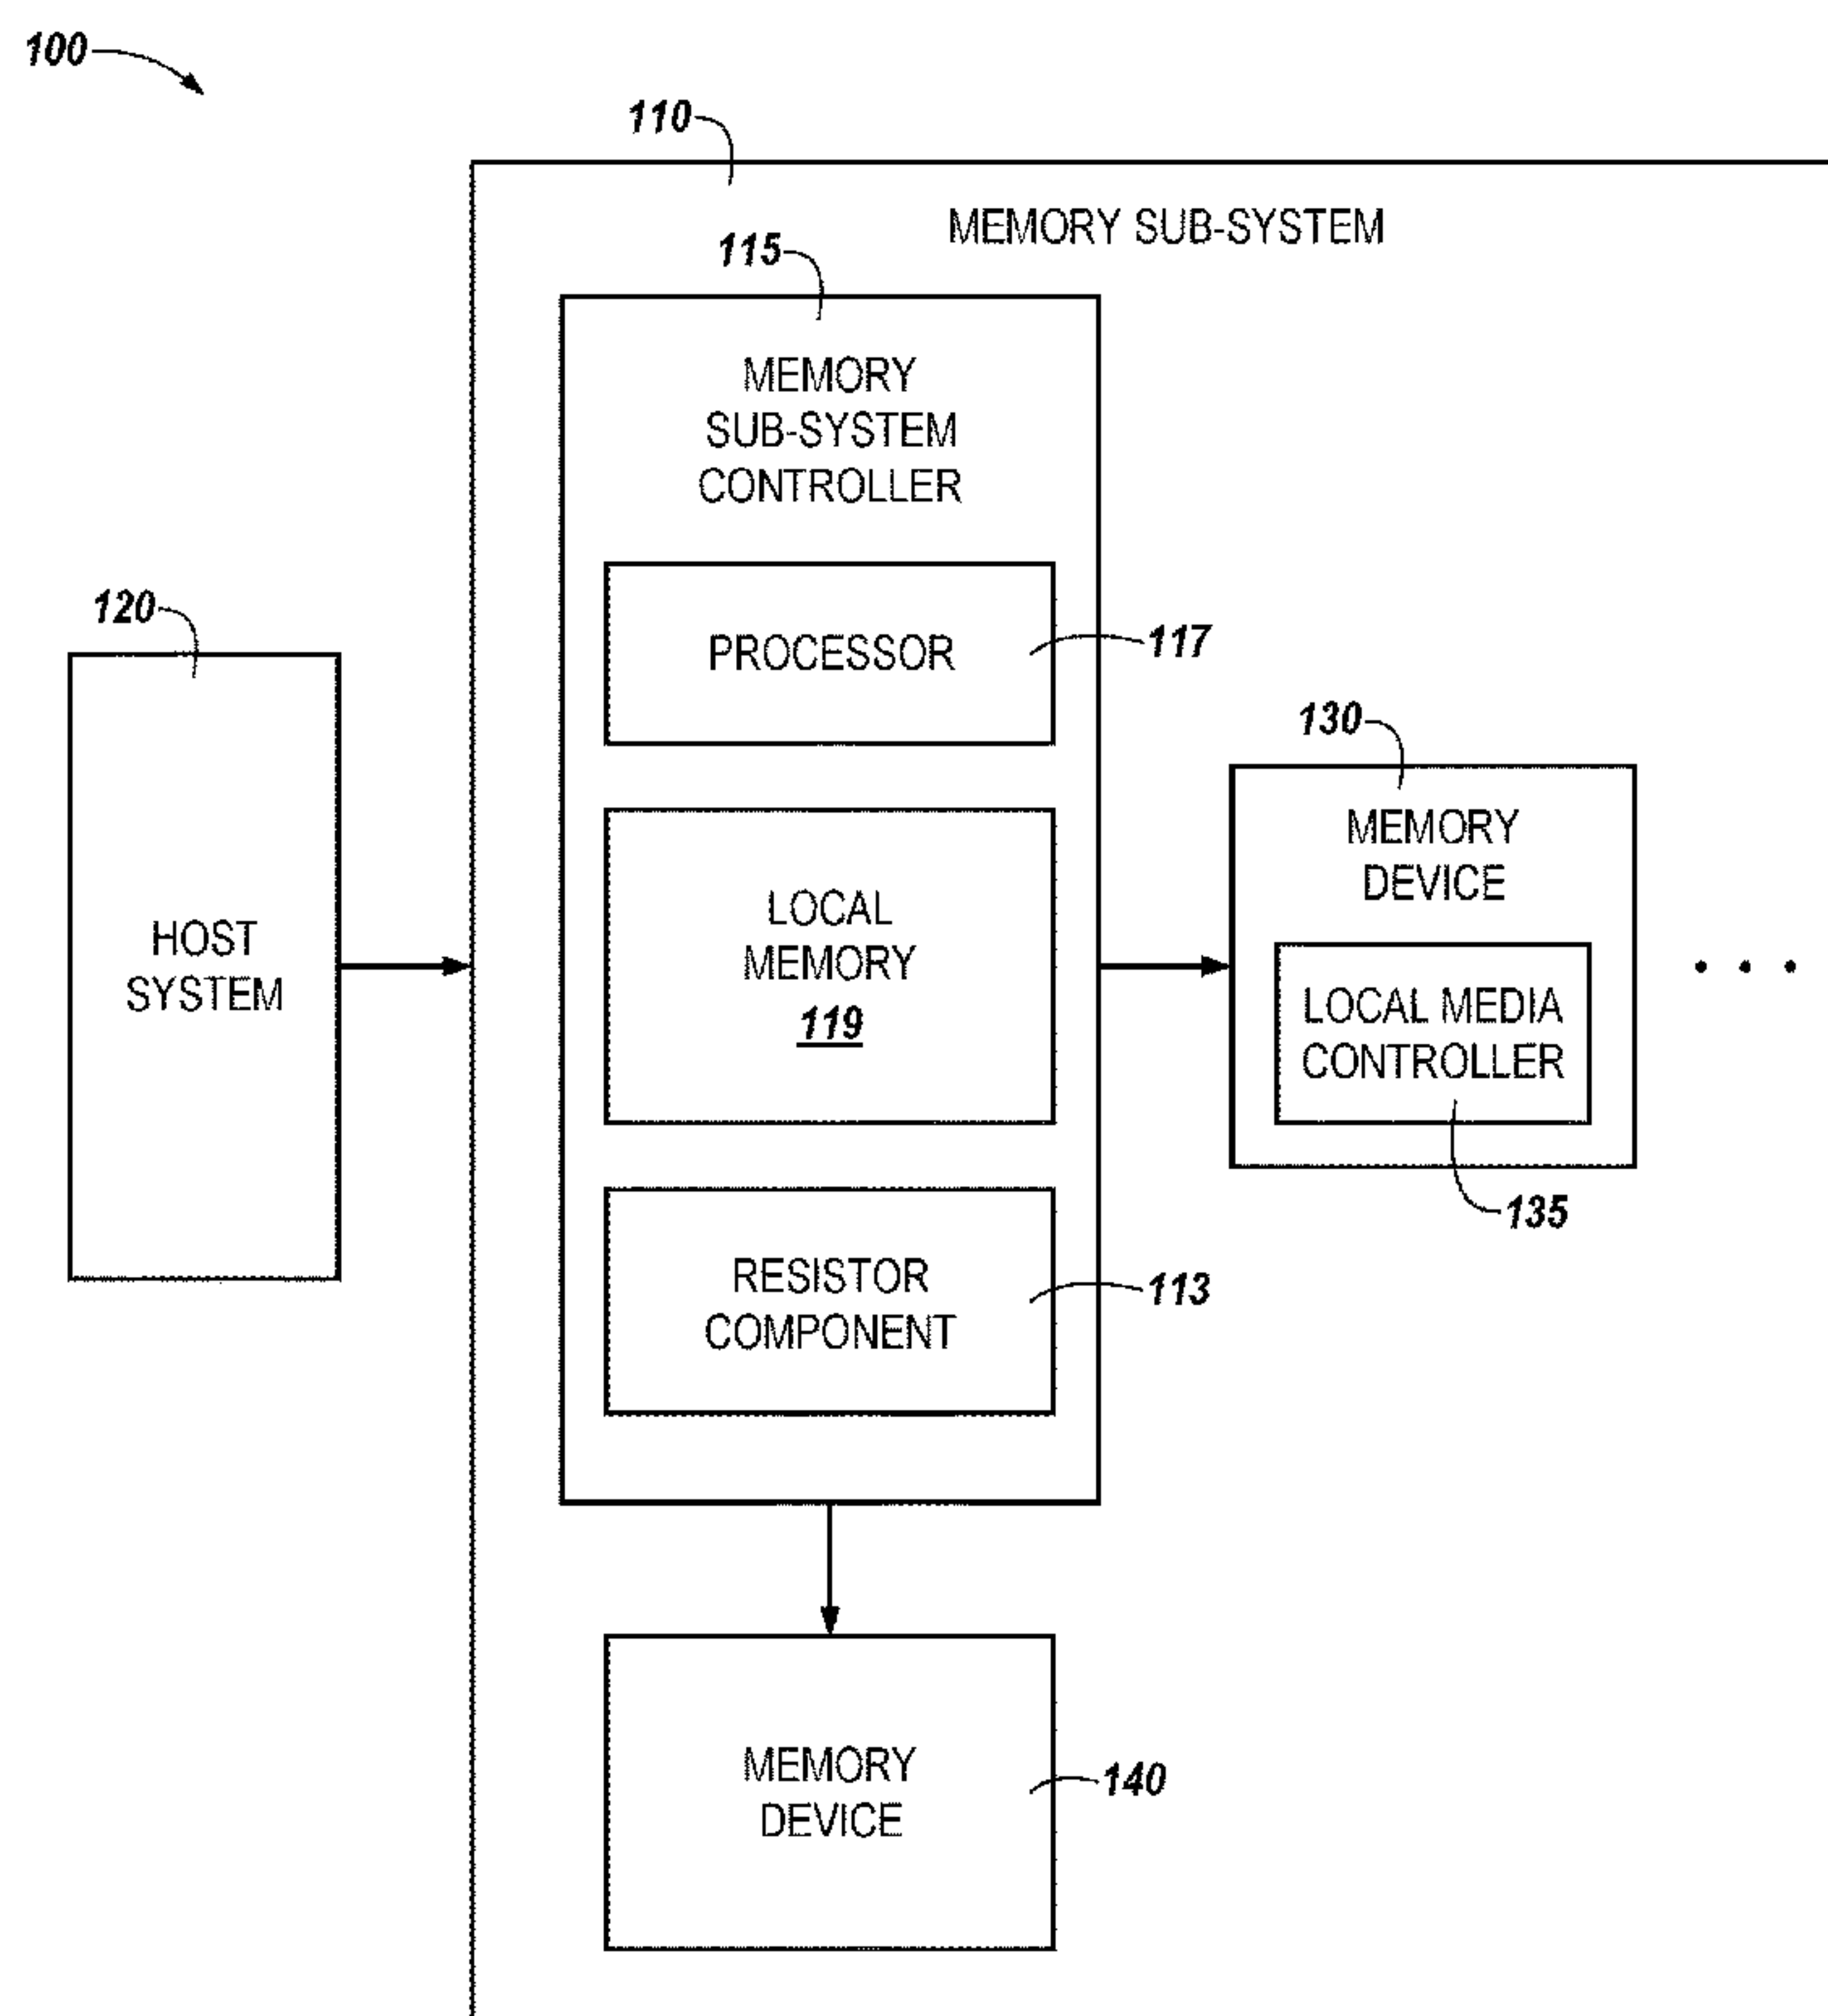 100
110
MEMORY SUB-SYSTEM
115
MEMORY
SUB-SYSTEM
CONTROLLER
120
PROCESSOR
117
130
MEMORY
DEVICE
HOST
SYSTEM
LOCAL
MEMORY
119
LOCAL MEDIA
CONTROLLER
135
RESISTOR
COMPONENT
113
MEMORY
DEVICE
140